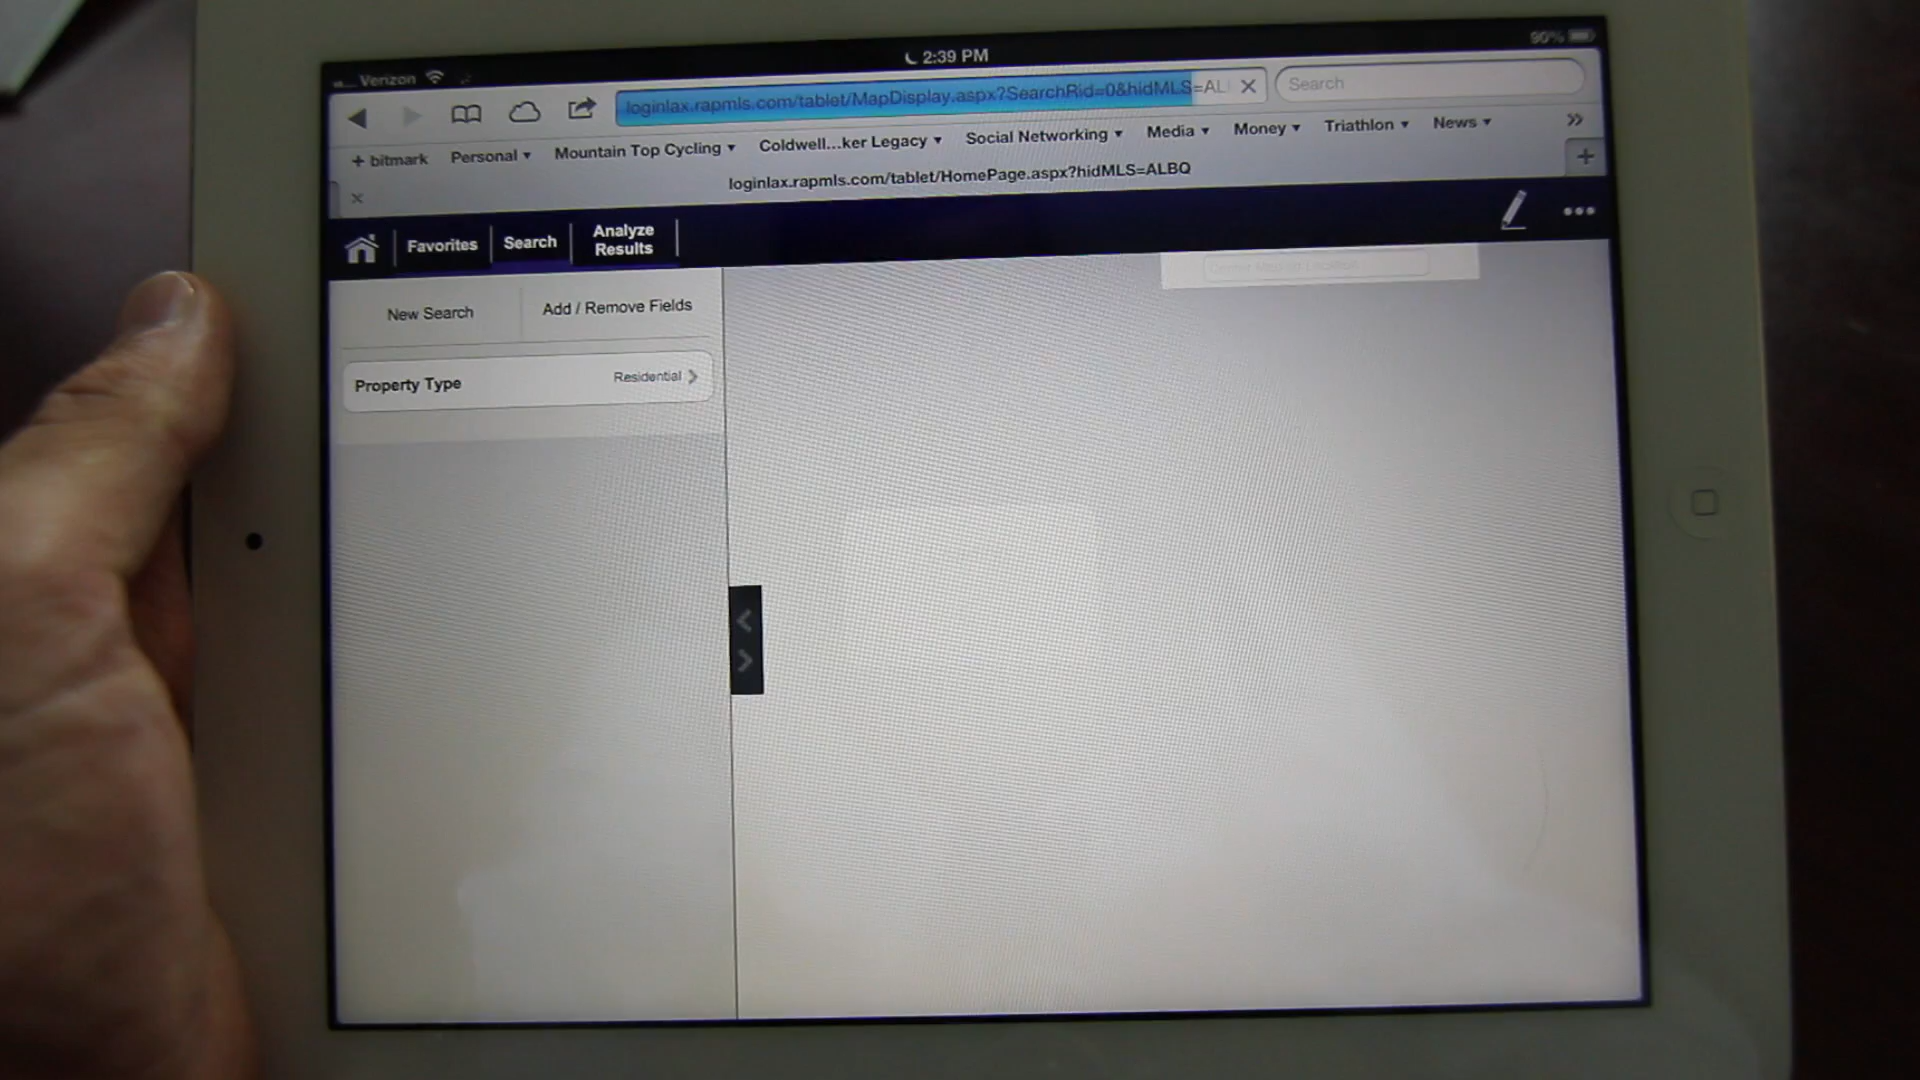 Verizon 2:39 PM 90%
loginlax.rapmls.com/tablet/MapDisplay.aspx?SearchRid=0&hidMLS=AL
Search
+ bitmark Personal ▾ Mountain Top Cycling ▾ Coldwell...ker Legacy ▾ Social Networking ▾ Media ▾ Money ▾ Triathlon ▾ News ▾ »
loginlax.rapmls.com/tablet/HomePage.aspx?hidMLS=ALBQ
Favorites
Search
Analyze
Results
New Search
Add / Remove Fields
Property Type
Residential